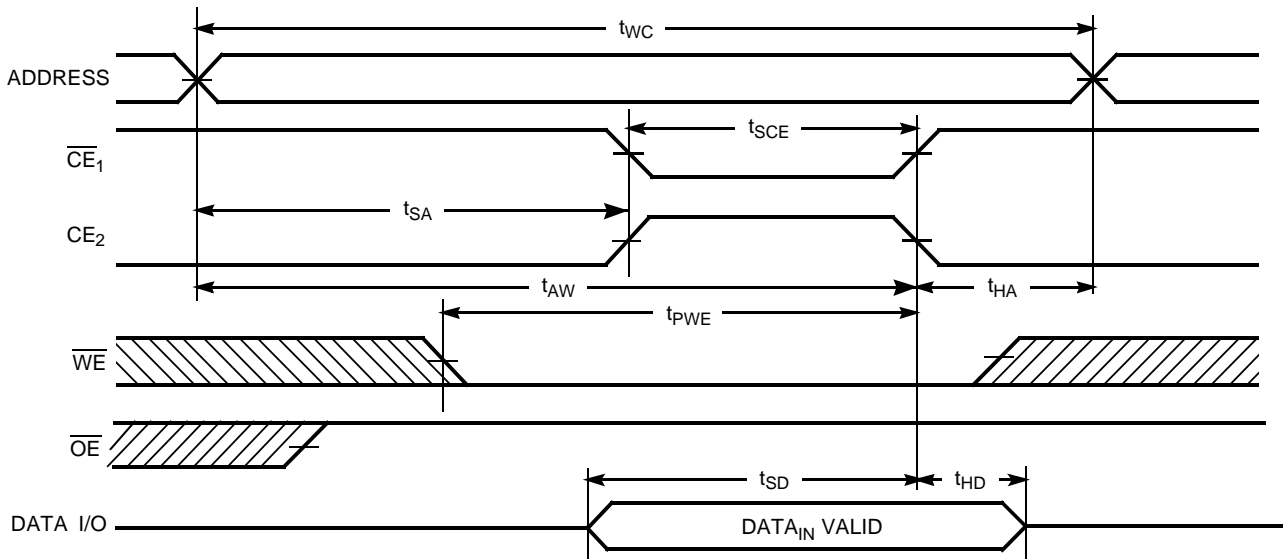 tWC
ADDRESS
tSCE
CE1
tSA
CE2
tAW
tHA
tPWE
WE
OE
tSD
tHD
DATA I/O
DATAIN VALID